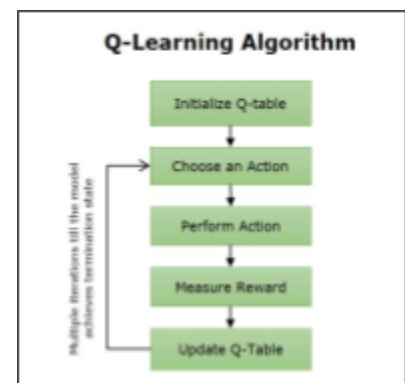 Q-Learning Algorithm
Initialize Q-table
Choose an Action
Perform Action
Measure Reward
Update Q-Table
Multiple iterations till the model
achieves termination state